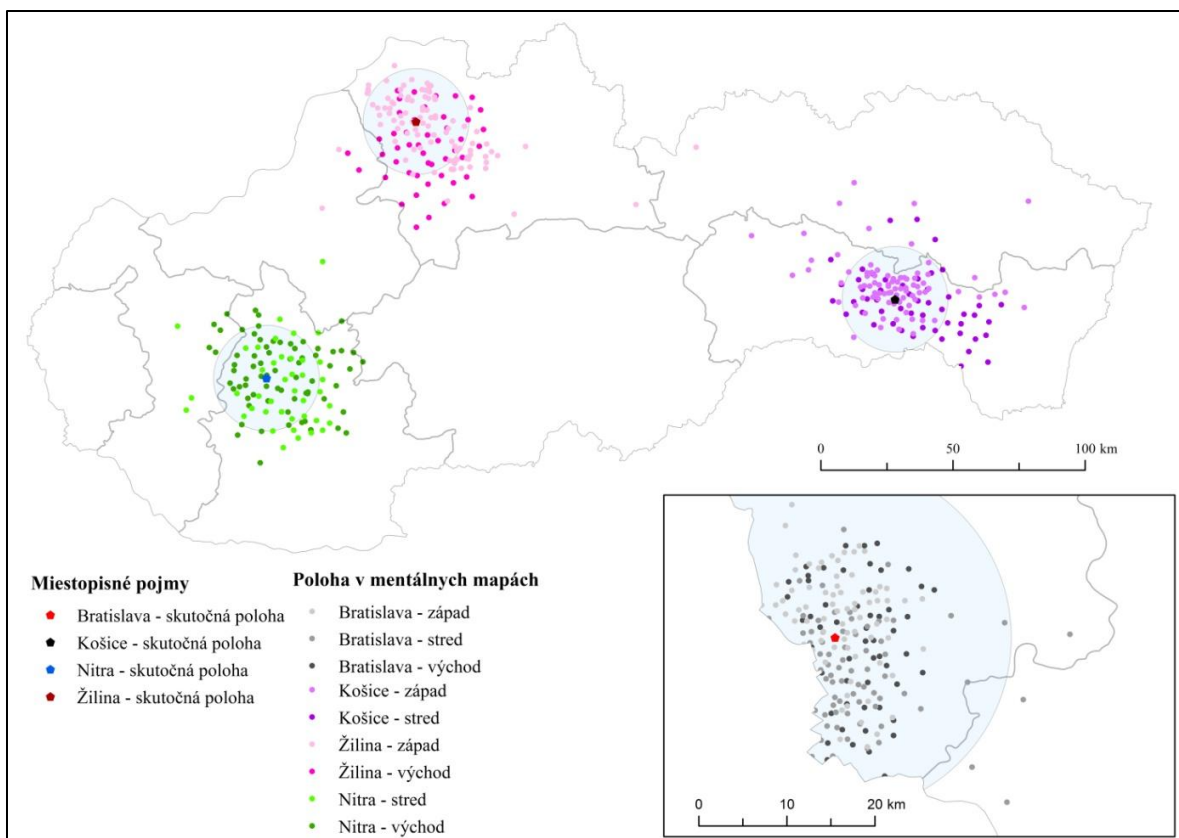 0 50 100 km
Miestopisné pojmy
Bratislava - skutočná poloha
Košice - skutočná poloha
Nitra - skutočná poloha
Žilina - skutočná poloha
Poloha v mentálnych mapách
Bratislava - západ
Bratislava - stred
Bratislava - východ
Košice - západ
Košice - stred
Žilina - západ
Žilina - východ
Nitra - stred
Nitra - východ
0 10 20 km